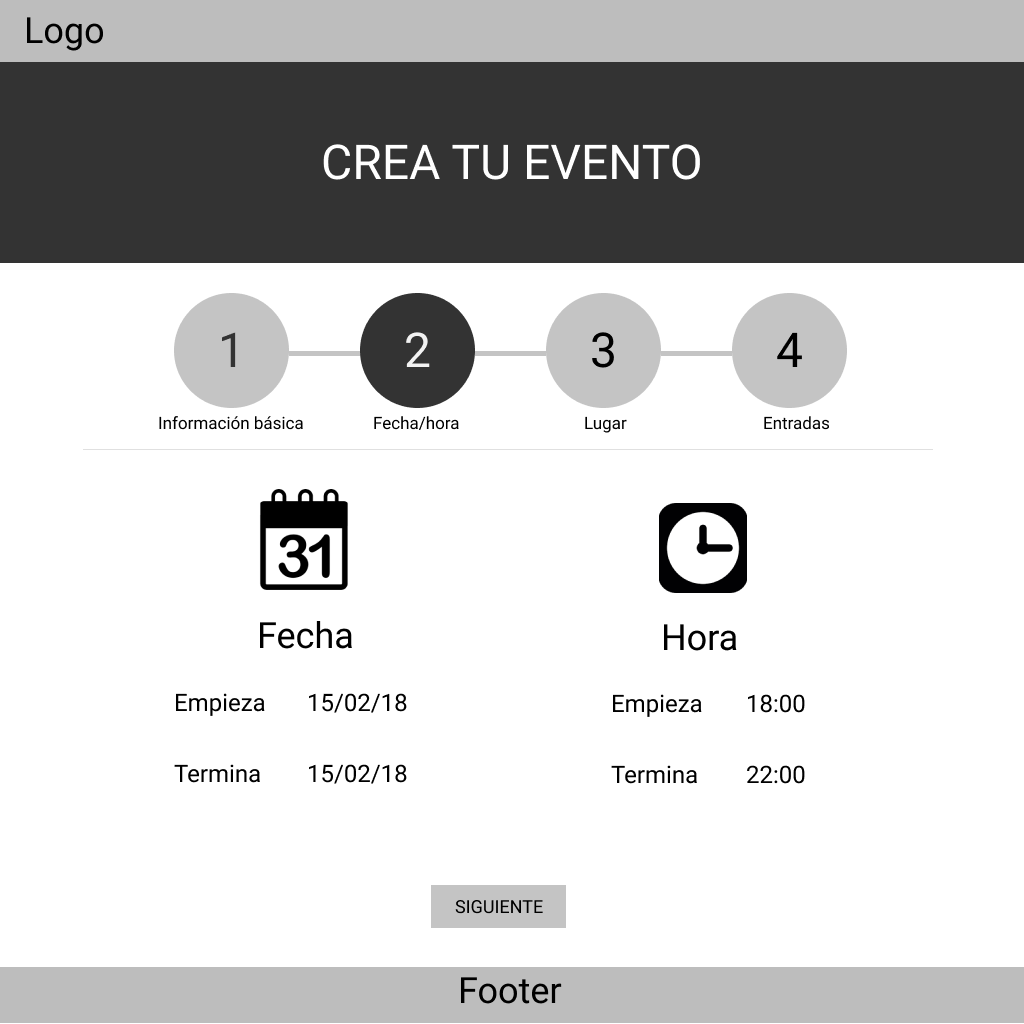 Logo
CREA TU EVENTO
1
2
3
4
Información básica
Fecha/hora
Lugar
Entradas
31
Fecha
Empieza 15/02/18
Termina 15/02/18
Hora
Empieza 18:00
Termina 22:00
SIGUIENTE
Footer